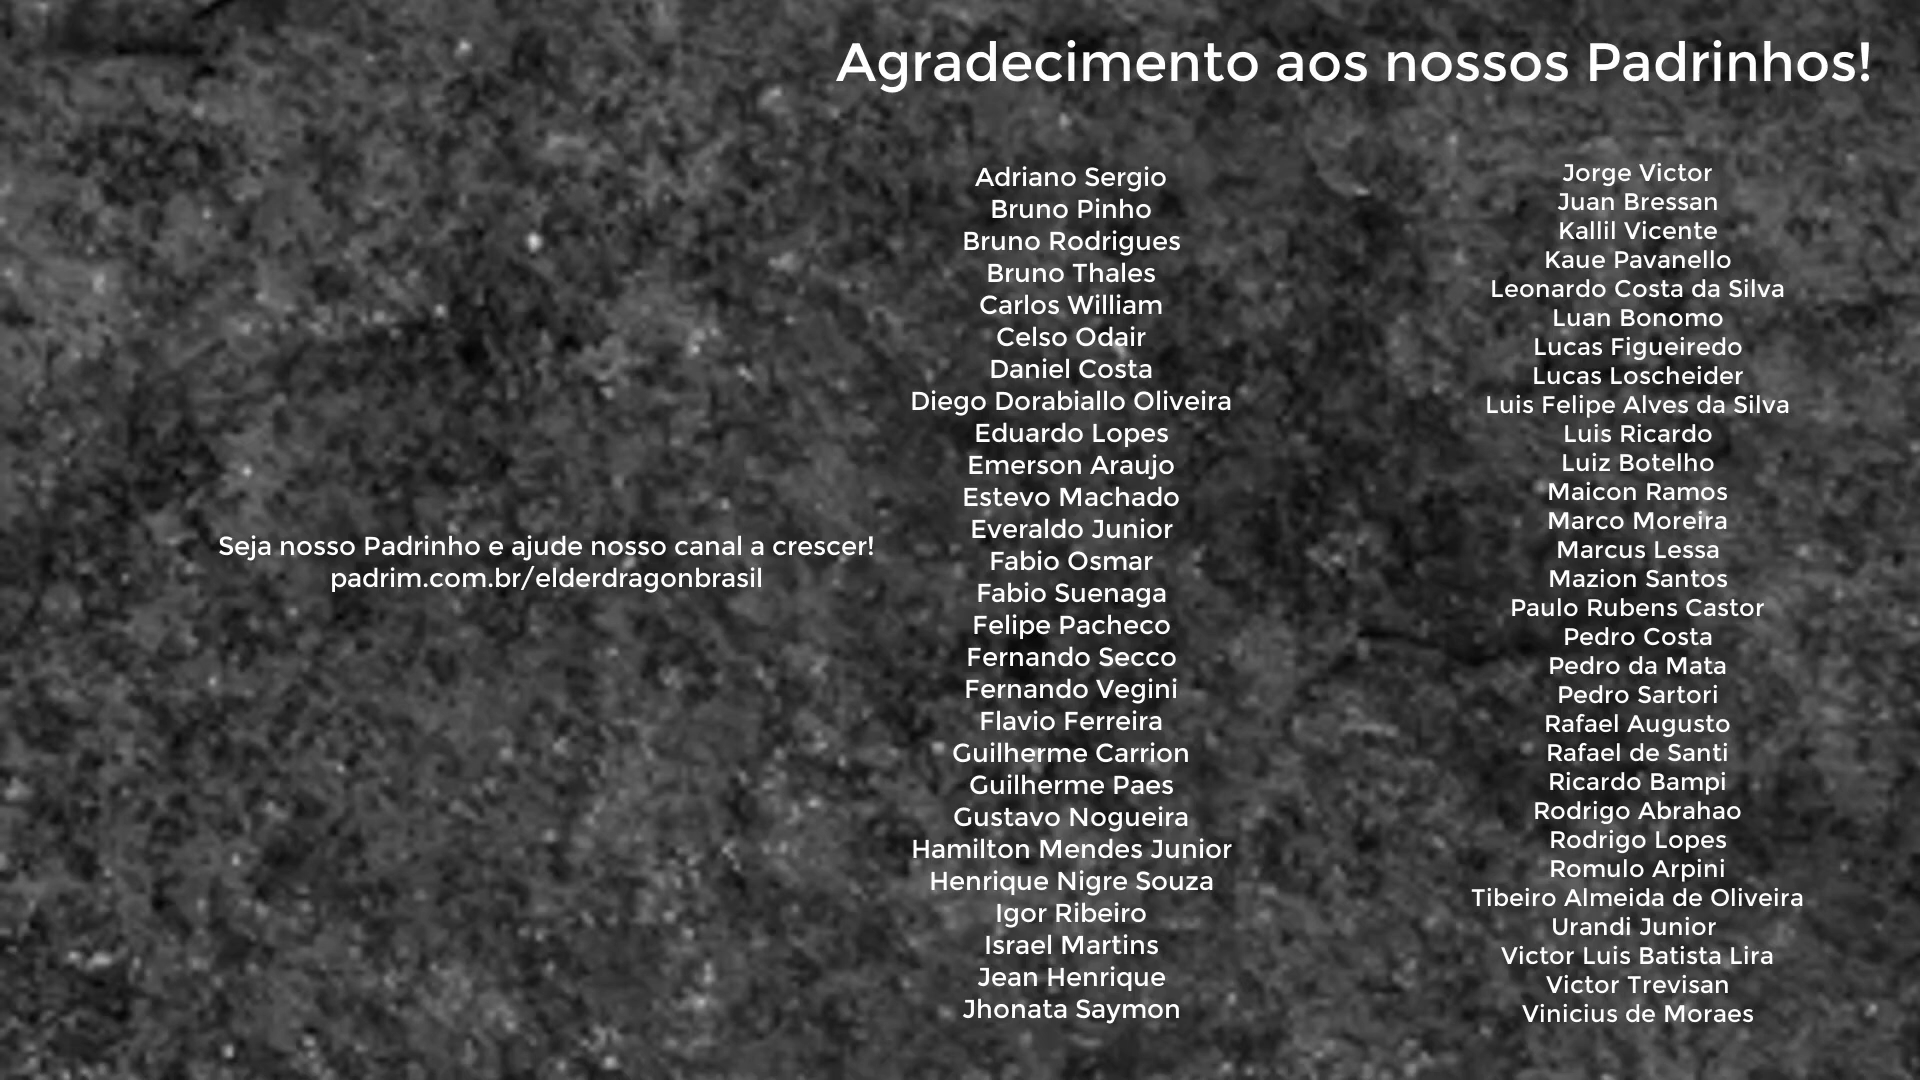 Agradecimento aos nossos Padrinhos!
Seja nosso Padrinho e ajude nosso canal a crescer!
padrim.com.br/elderdragonbrasil
Adriano Sergio
Bruno Pinho
Bruno Rodrigues
Bruno Thales
Carlos William
Celso Odair
Daniel Costa
Diego Dorabiallo Oliveira
Eduardo Lopes
Emerson Araujo
Estevo Machado
Everaldo Junior
Fabio Osmar
Fabio Suenaga
Felipe Pacheco
Fernando Secco
Fernando Vegini
Flavio Ferreira
Guilherme Carrion
Guilherme Paes
Gustavo Nogueira
Hamilton Mendes Junior
Henrique Nigre Souza
Igor Ribeiro
Israel Martins
Jean Henrique
Jhonata Saymon
Jorge Victor
Juan Bressan
Kallil Vicente
Kaue Pavanello
Leonardo Costa da Silva
Luan Bonomo
Lucas Figueiredo
Lucas Loscheider
Luis Felipe Alves da Silva
Luis Ricardo
Luiz Botelho
Maicon Ramos
Marco Moreira
Marcus Lessa
Mazion Santos
Paulo Rubens Castor
Pedro Costa
Pedro da Mata
Pedro Sartori
Rafael Augusto
Rafael de Santi
Ricardo Bampi
Rodrigo Abrahao
Rodrigo Lopes
Romulo Arpini
Tibeiro Almeida de Oliveira
Urandi Junior
Victor Luis Batista Lira
Victor Trevisan
Vinicius de Moraes